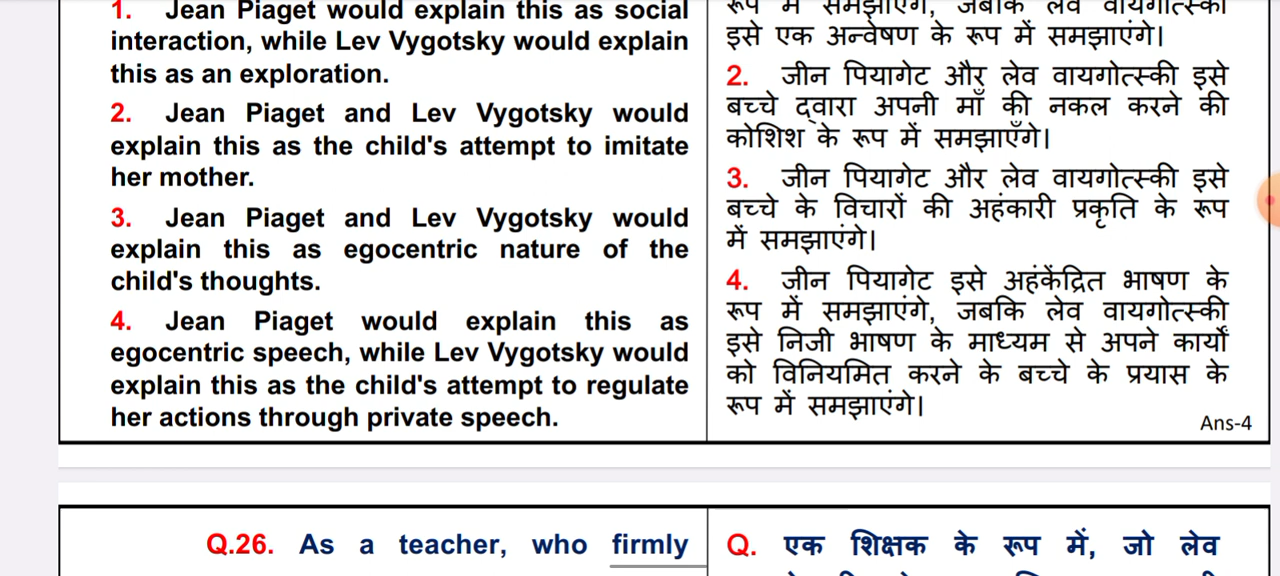 1. Jean Piaget would explain this as social
interaction, while Lev Vygotsky would explain
this as an exploration.
2. Jean Piaget and Lev Vygotsky would
explain this as the child's attempt to imitate
her mother.
3. Jean Piaget and Lev Vygotsky would
explain this as egocentric nature of the
child's thoughts.
4. Jean Piaget would explain this as
egocentric speech, while Lev Vygotsky would
explain this as the child's attempt to regulate
her actions through private speech.
रूप में समझाएंगे, जबकि लेव वायगोत्स्की
इसे एक अन्वेषण के रूप में समझाएंगे।
2. जीन पियागेट और लेव वायगोत्स्की इसे
बच्चे द्वारा अपनी माँ की नकल करने की
कोशिश के रूप में समझाएँगे।
3. जीन पियागेट और लेव वायगोत्स्की इसे
बच्चे के विचारों की अहंकारी प्रकृति के रूप
में समझाएंगे।
4. जीन पियागेट इसे अहंकेंद्रित भाषण के
रूप में समझाएंगे, जबकि लेव वायगोत्स्की
इसे निजी भाषण के माध्यम से अपने कार्यों
को विनियमित करने के बच्चे के प्रयास के
रूप में समझाएंगे।
Ans-4
Q.26. As a teacher, who firmly
Q. एक शिक्षक के रूप में, जो लेव